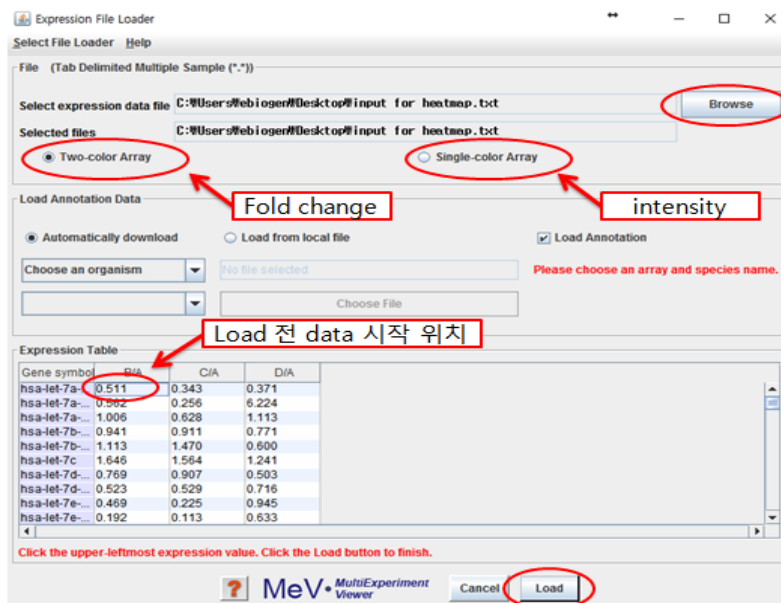 Expression File Loader
Select File Loader Help
File (Tab Delimited Multiple Sample (*.*))
Select expression data file C:₩Users₩ebiogen₩Desktop₩input for heatmap.txt Browse
Selected files C:₩Users₩ebiogen₩Desktop₩input for heatmap.txt
Two-color Array Single-color Array
Fold change intensity
Load Annotation Data
Automatically download Load from local file Load Annotation
Choose an organism No file selected Please choose an array and species name.
Choose File
Load 전 data 시작 위치
Expression Table
Gene symbol B/A C/A D/A
hsa-let-7a-... 0.511 0.343 0.371
hsa-let-7a-... 0.562 0.256 6.224
hsa-let-7a-... 1.006 0.628 1.113
hsa-let-7b-... 0.941 0.911 0.771
hsa-let-7b-... 1.113 1.470 0.600
hsa-let-7c 1.646 1.564 1.241
hsa-let-7d-... 0.769 0.907 0.503
hsa-let-7d-... 0.523 0.529 0.716
hsa-let-7e-... 0.469 0.225 0.945
hsa-let-7e-... 0.192 0.113 0.633
Click the upper-leftmost expression value. Click the Load button to finish.
? MeV• MultiExperiment Viewer Cancel Load